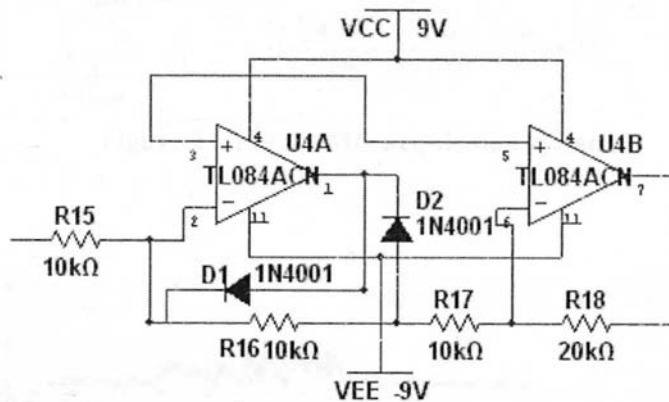 VCC 9V
4
4
U4A
U4B
3
5
TL084ACN
TL084ACN
1
7
2
6
11
11
R15
10kΩ
D2
1N4001
D1
1N4001
R16
10kΩ
R17
10kΩ
R18
20kΩ
VEE -9V